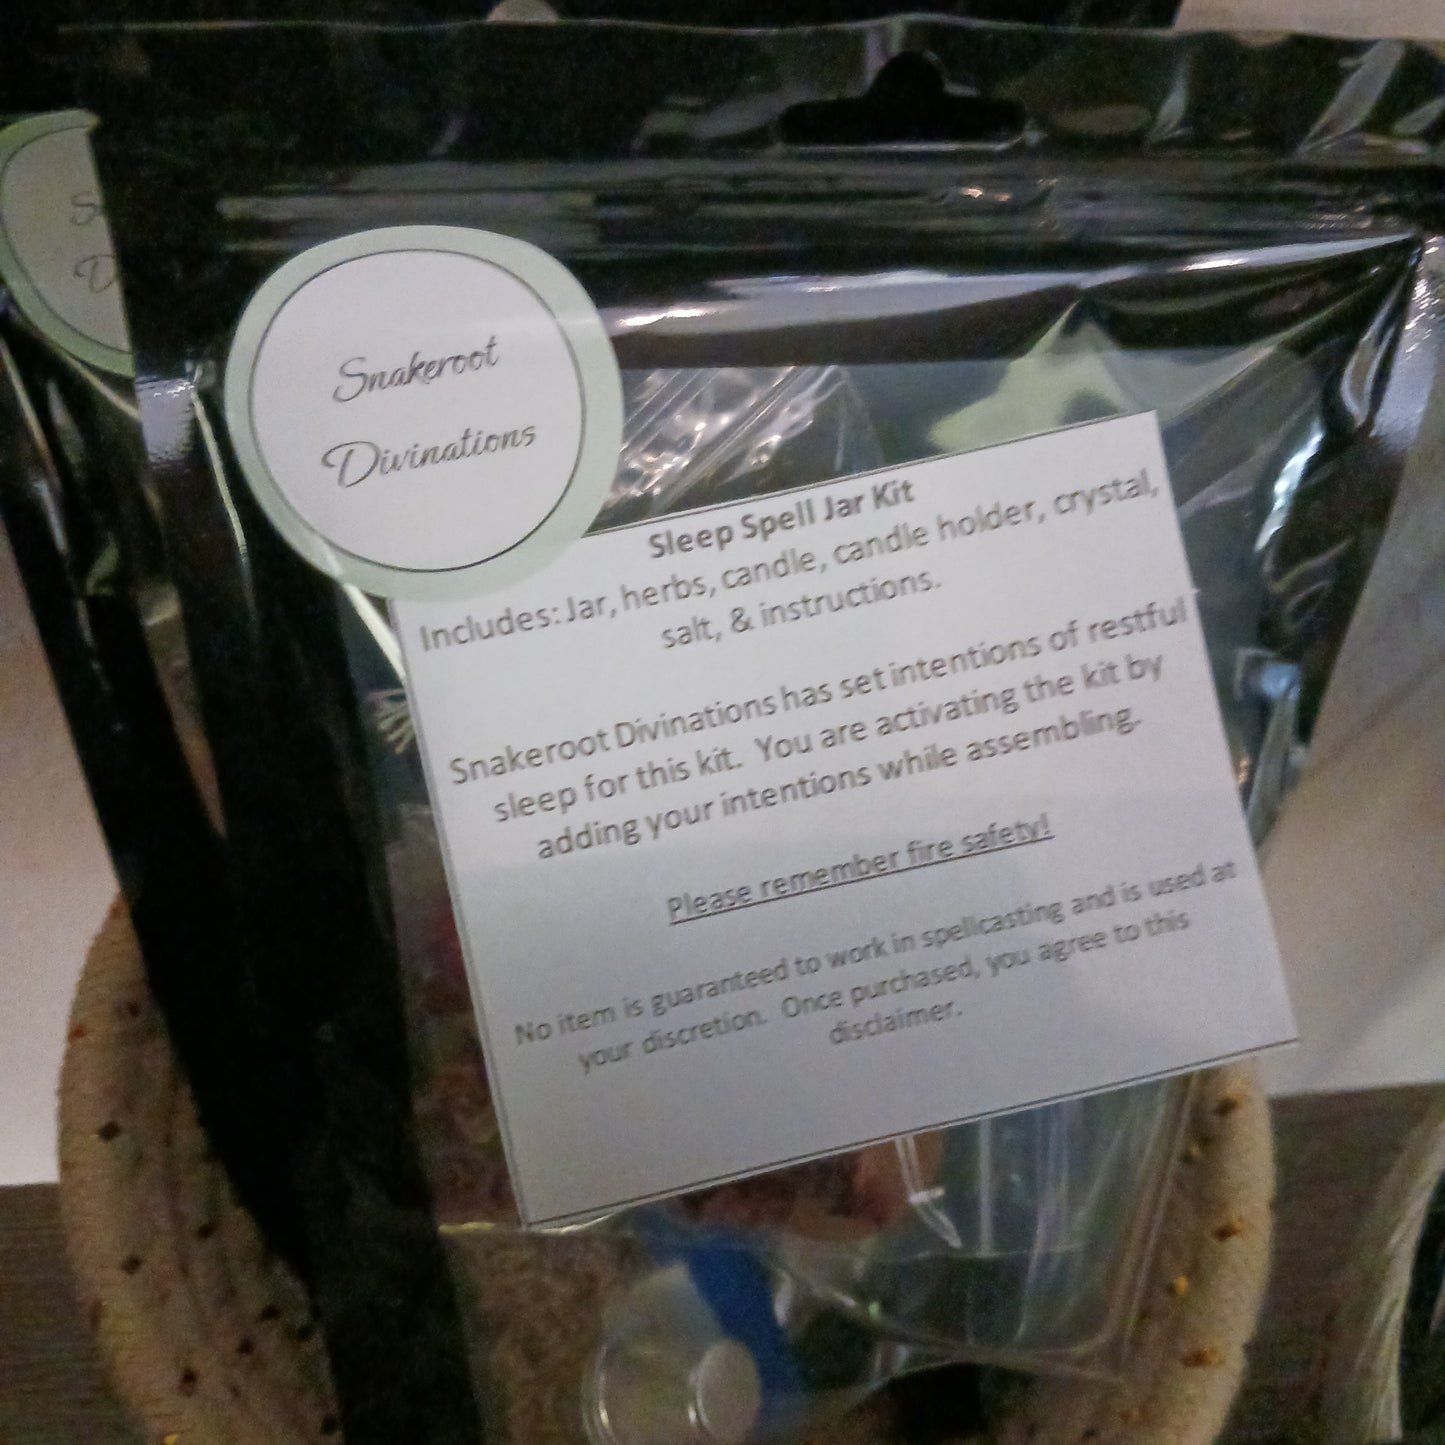 Snakeroot
Divinations
Sleep Spell Jar Kit
Includes: Jar, herbs, candle, candle holder, crystal,
salt, & instructions.
Snakeroot Divinations has set intentions of restful
sleep for this kit. You are activating the kit by
adding your intentions while assembling.
Please remember fire safety!
No item is guaranteed to work in spellcasting and is used at
your discretion. Once purchased, you agree to this
disclaimer.